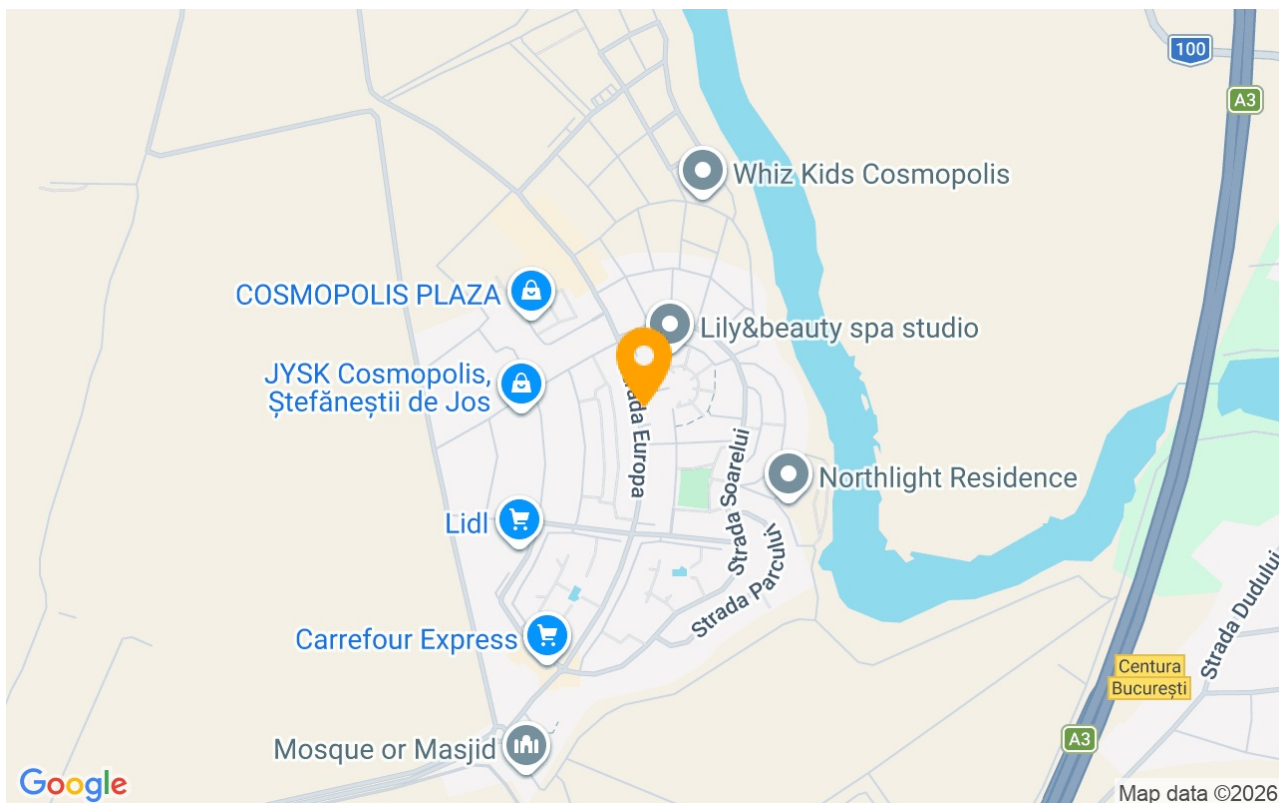 100
A3
Whiz Kids Cosmopolis
COSMOPOLIS PLAZA
Lily&beauty spa studio
JYSK Cosmopolis,
Ștefăneștii de Jos
Strada Europa
Strada Soarelui
Northlight Residence
Lidl
Strada Parcului
Strada Dudului
Carrefour Express
Centura
București
A3
Mosque or Masjid
Google
Map data ©2026